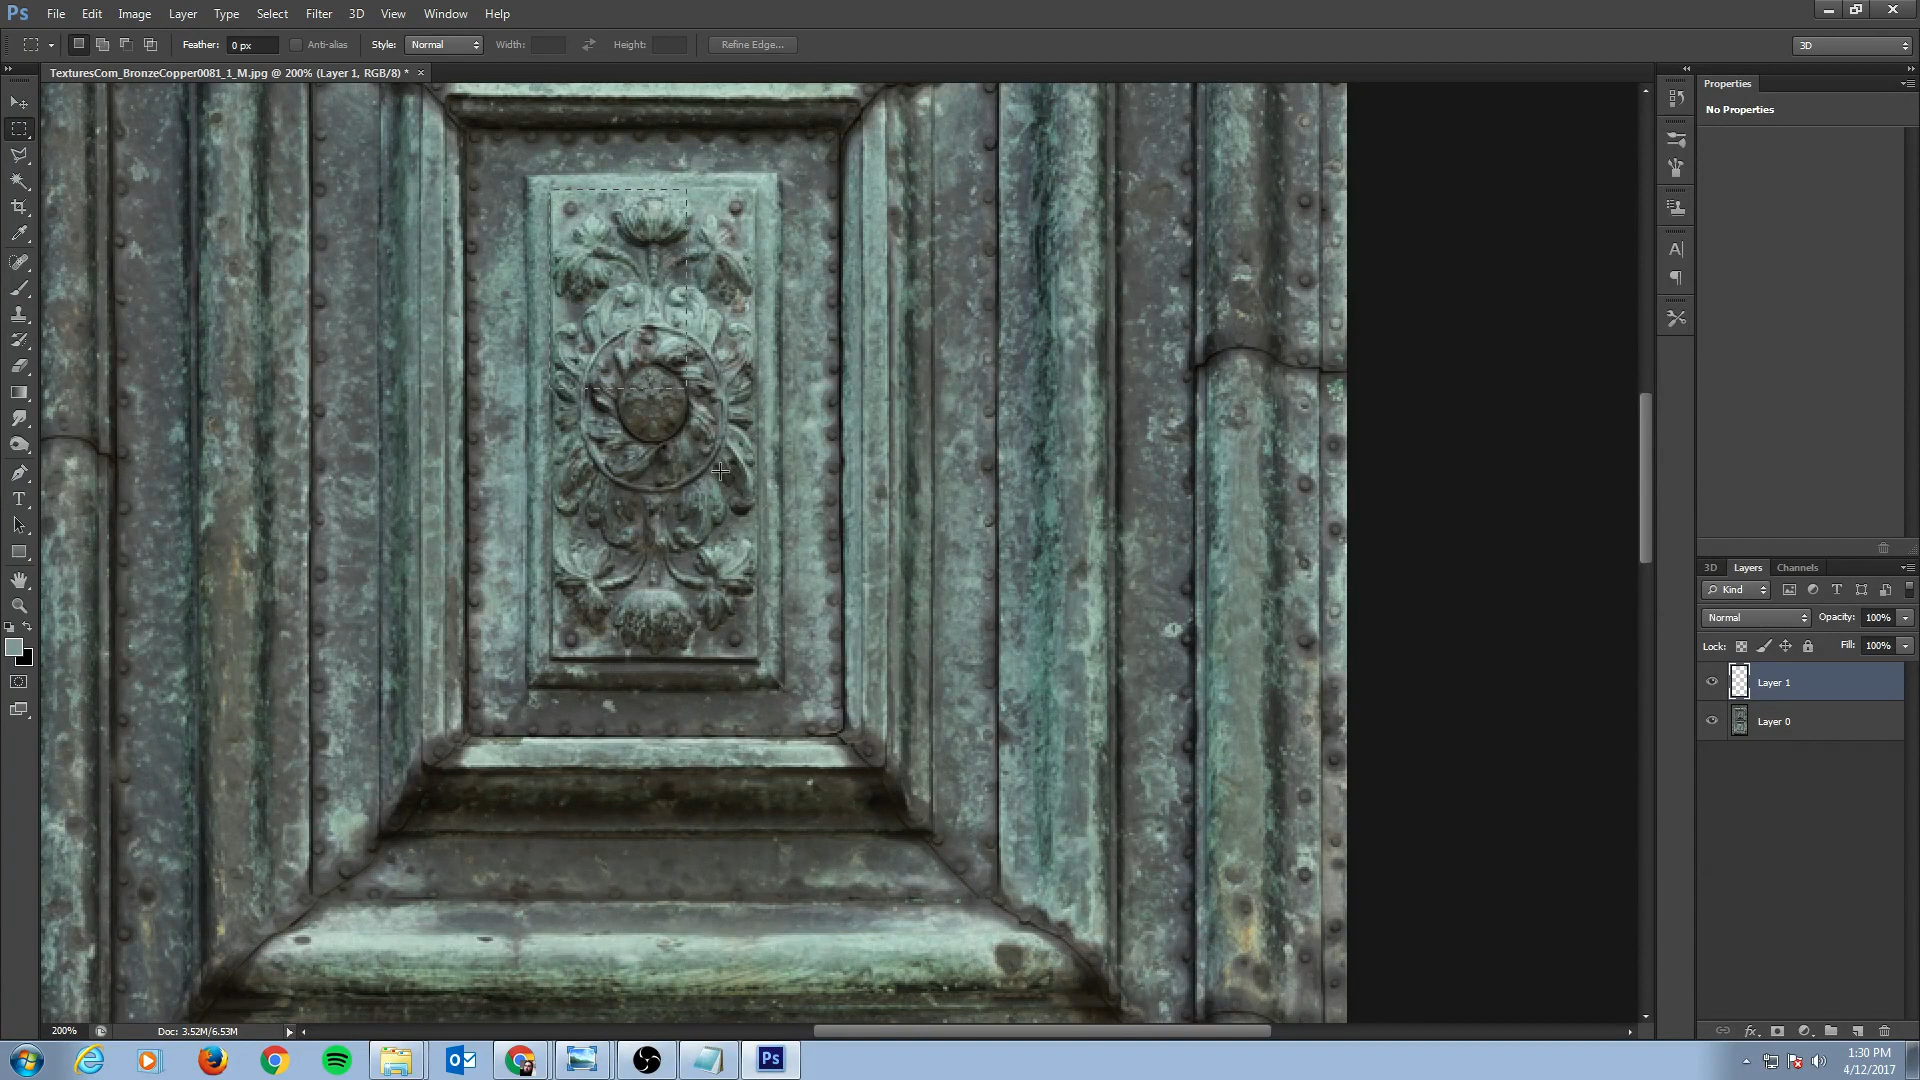 Ps File Edit Image Layer Type Select Filter 3D View Window Help
Feather: 0 px Anti-alias Style: Normal Width: Height: Refine Edge... 3D
TexturesCom_BronzeCopper0081_1_M.jpg @ 200% (Layer 1, RGB/8) *
Properties
No Properties
3D Layers Channels
Kind
Normal Opacity: 100%
Lock: Fill: 100%
Layer 1
Layer 0
200% Doc: 3.52M/6.53M
Ps
1:30 PM
4/12/2017